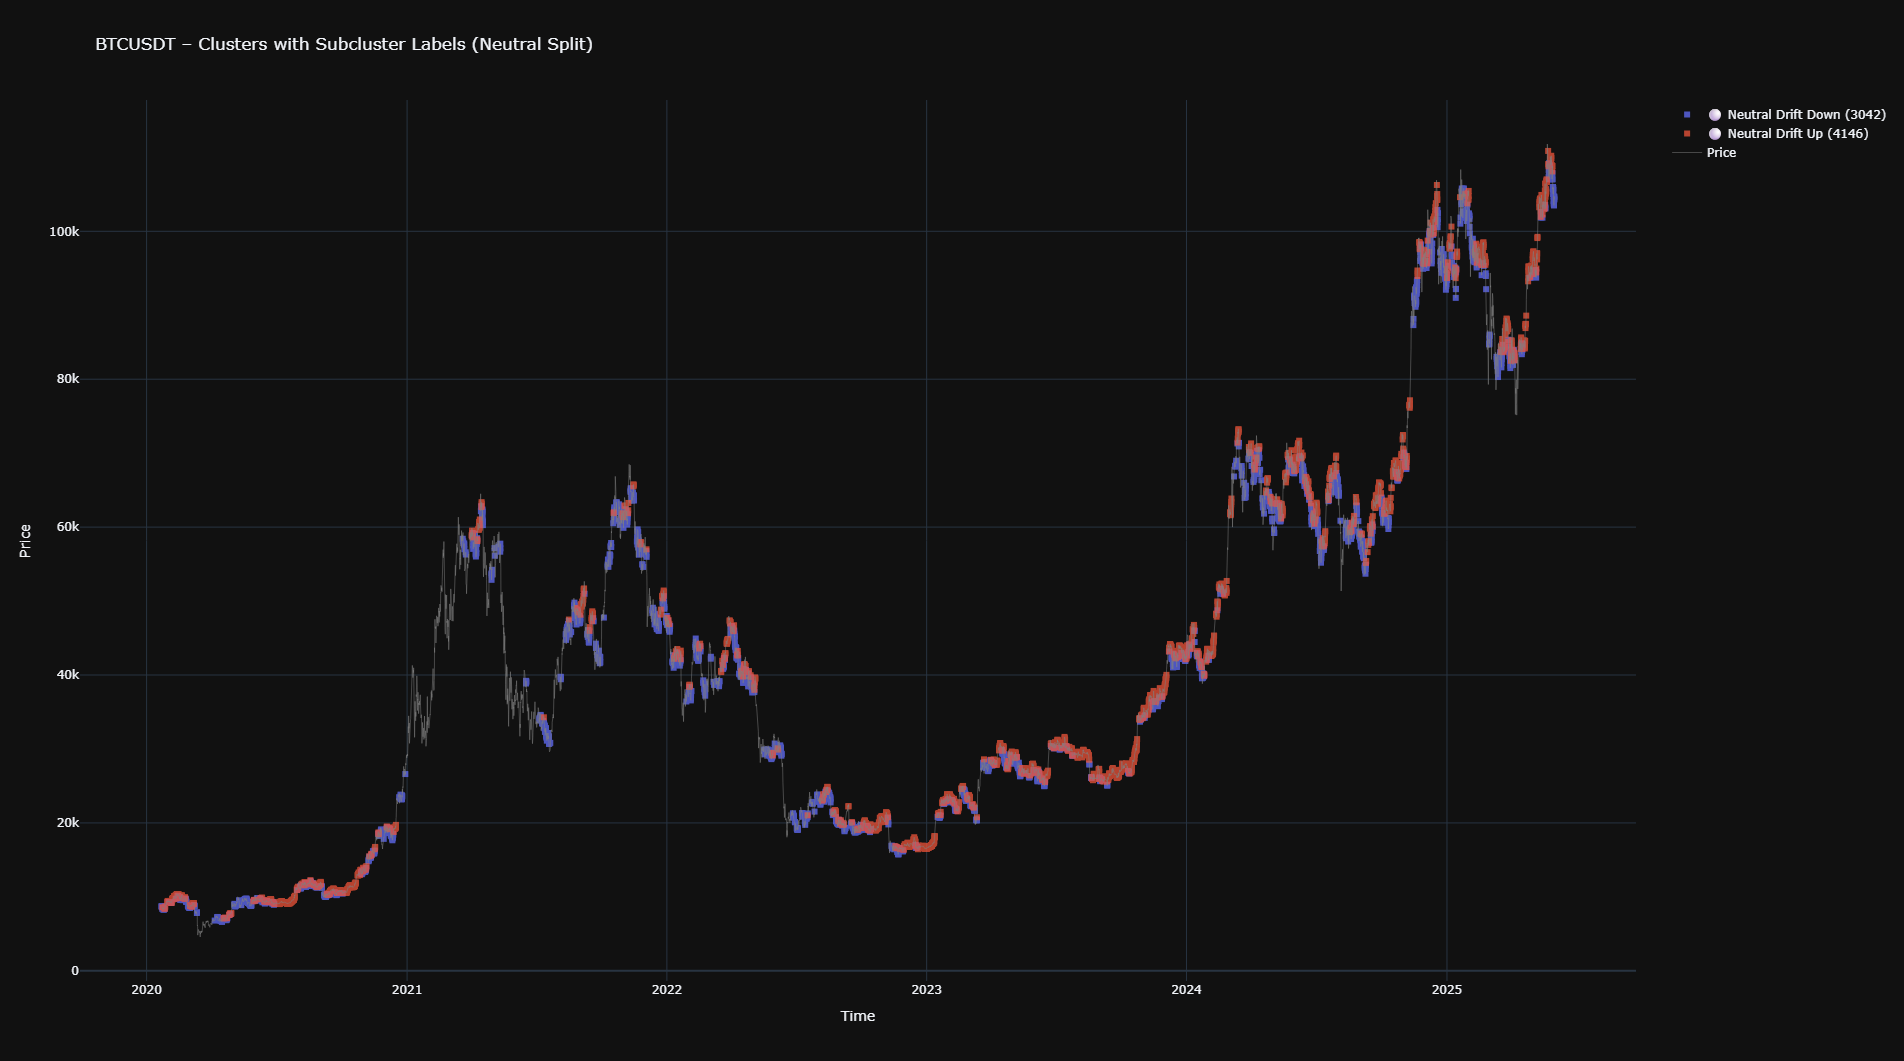 BTCUSDT – Clusters with Subcluster Labels (Neutral Split)
Neutral Drift Down (3042)
Neutral Drift Up (4146)
Price
Price
100k
80k
60k
40k
20k
0
2020
2021
2022
2023
2024
2025
Time